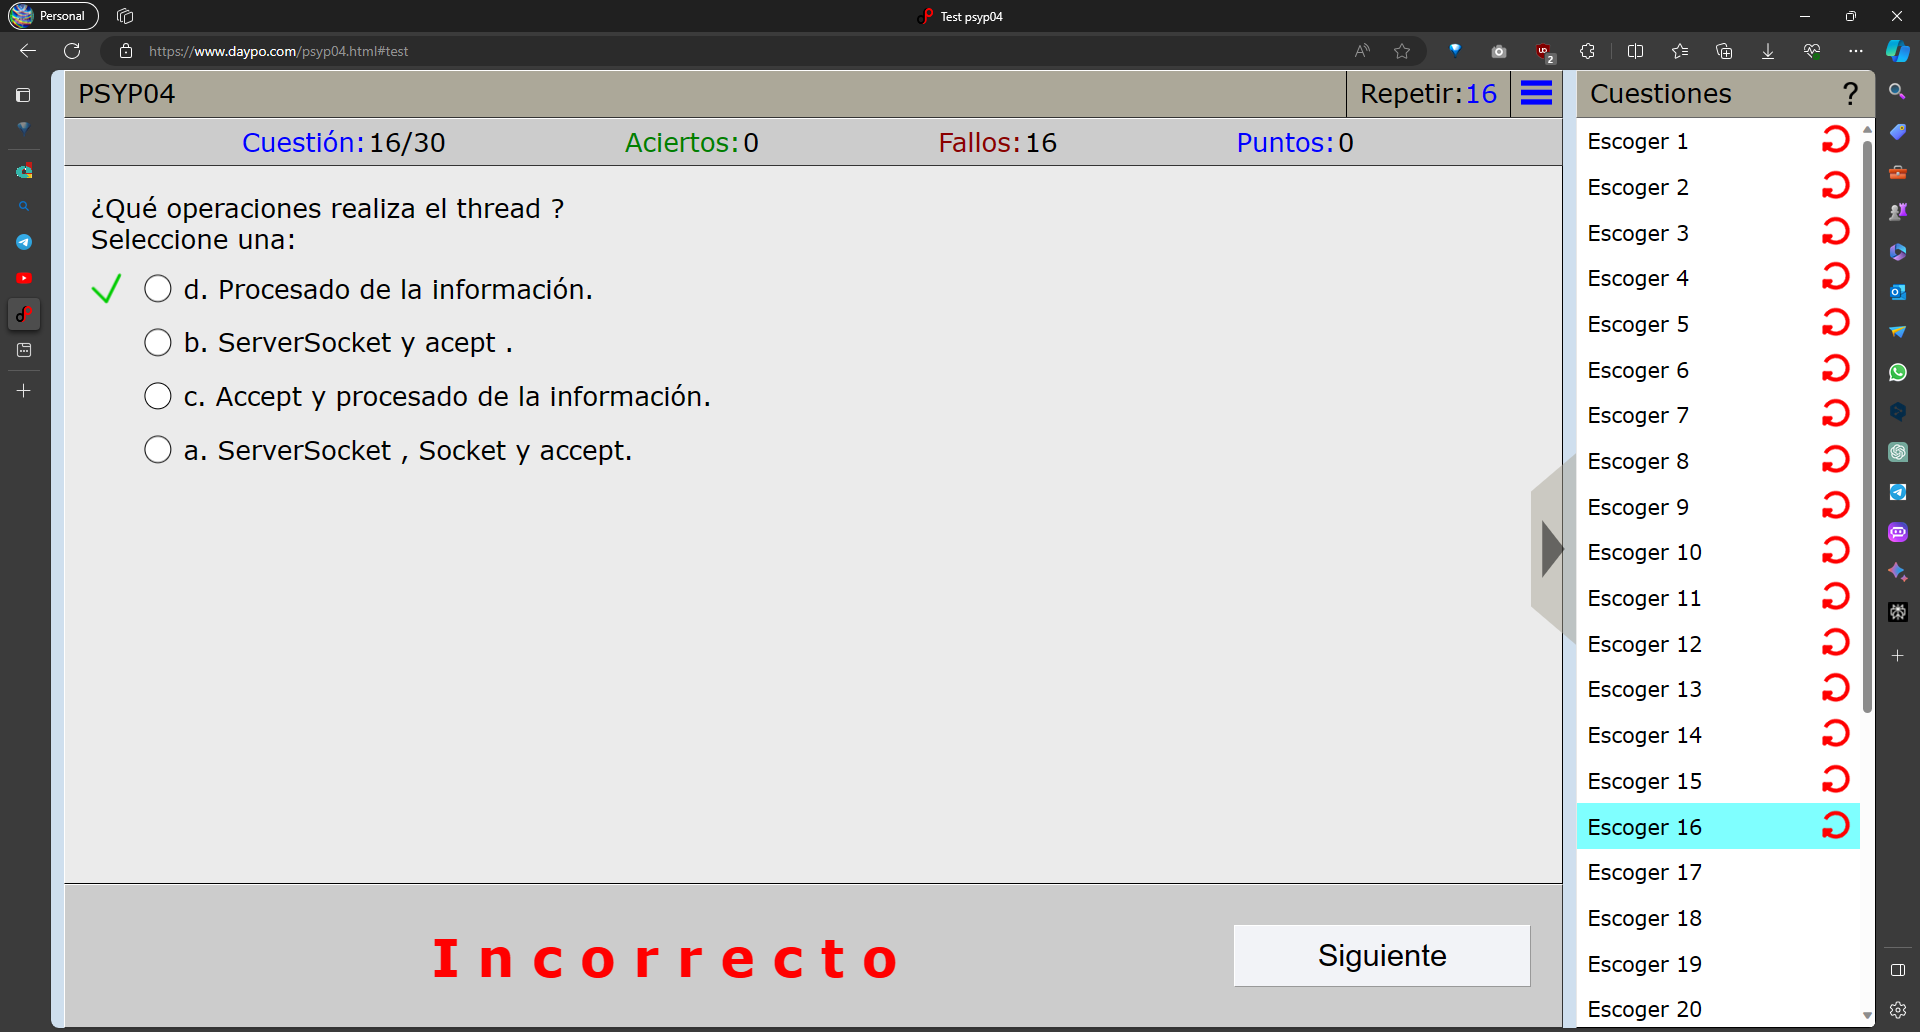 Personal
Test psyp04
https://www.daypo.com/psyp04.html#test
2
PSYP04
Repetir:16
Cuestiones
?
Cuestión:16/30
Aciertos:0
Fallos:16
Puntos:0
¿Qué operaciones realiza el thread ?
Seleccione una:
d. Procesado de la información.
b. ServerSocket y acept .
c. Accept y procesado de la información.
a. ServerSocket , Socket y accept.
Incorrecto
Siguiente
Escoger 1
Escoger 2
Escoger 3
Escoger 4
Escoger 5
Escoger 6
Escoger 7
Escoger 8
Escoger 9
Escoger 10
Escoger 11
Escoger 12
Escoger 13
Escoger 14
Escoger 15
Escoger 16
Escoger 17
Escoger 18
Escoger 19
Escoger 20